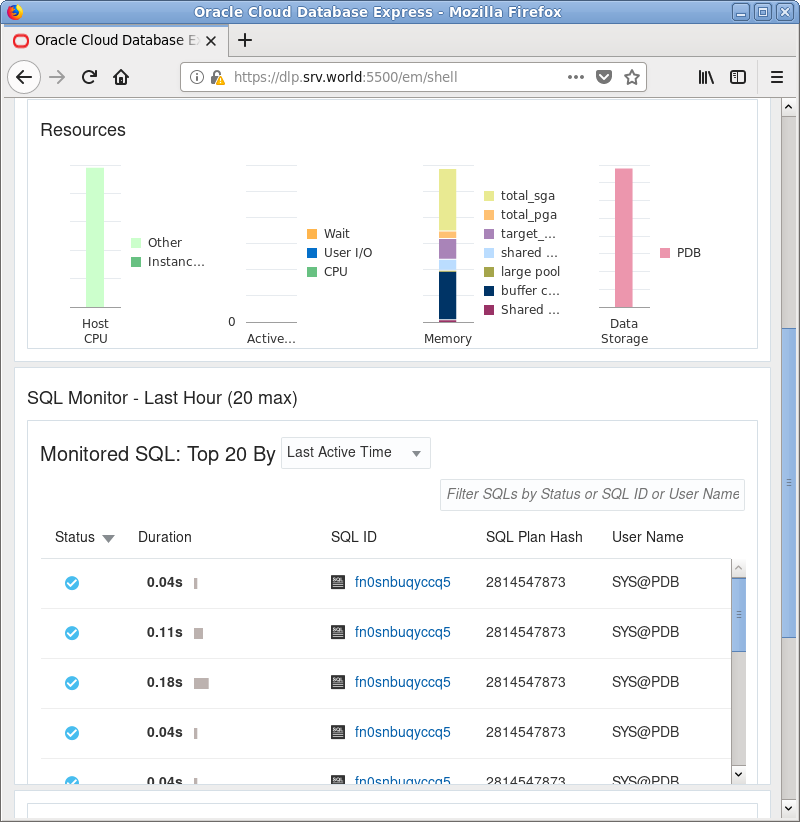 Oracle Cloud Database Express - Mozilla Firefox
Oracle Cloud Database E
https://dlp.srv.world:5500/em/shell
Resources
Other
Instanc...
Host
CPU
Wait
User I/O
CPU
0
Active...
total_sga
total_pga
target_...
shared ...
large pool
buffer c...
Shared ...
Memory
PDB
Data
Storage
SQL Monitor - Last Hour (20 max)
Monitored SQL: Top 20 By Last Active Time
Filter SQLs by Status or SQL ID or User Name
Status Duration SQL ID SQL Plan Hash User Name
0.04s SQL fn0snbuqyccq5 2814547873 SYS@PDB
0.11s SQL fn0snbuqyccq5 2814547873 SYS@PDB
0.18s SQL fn0snbuqyccq5 2814547873 SYS@PDB
0.04s SQL fn0snbuqyccq5 2814547873 SYS@PDB
0.04s SQL fn0snbuqyccq5 2814547873 SYS@PDB